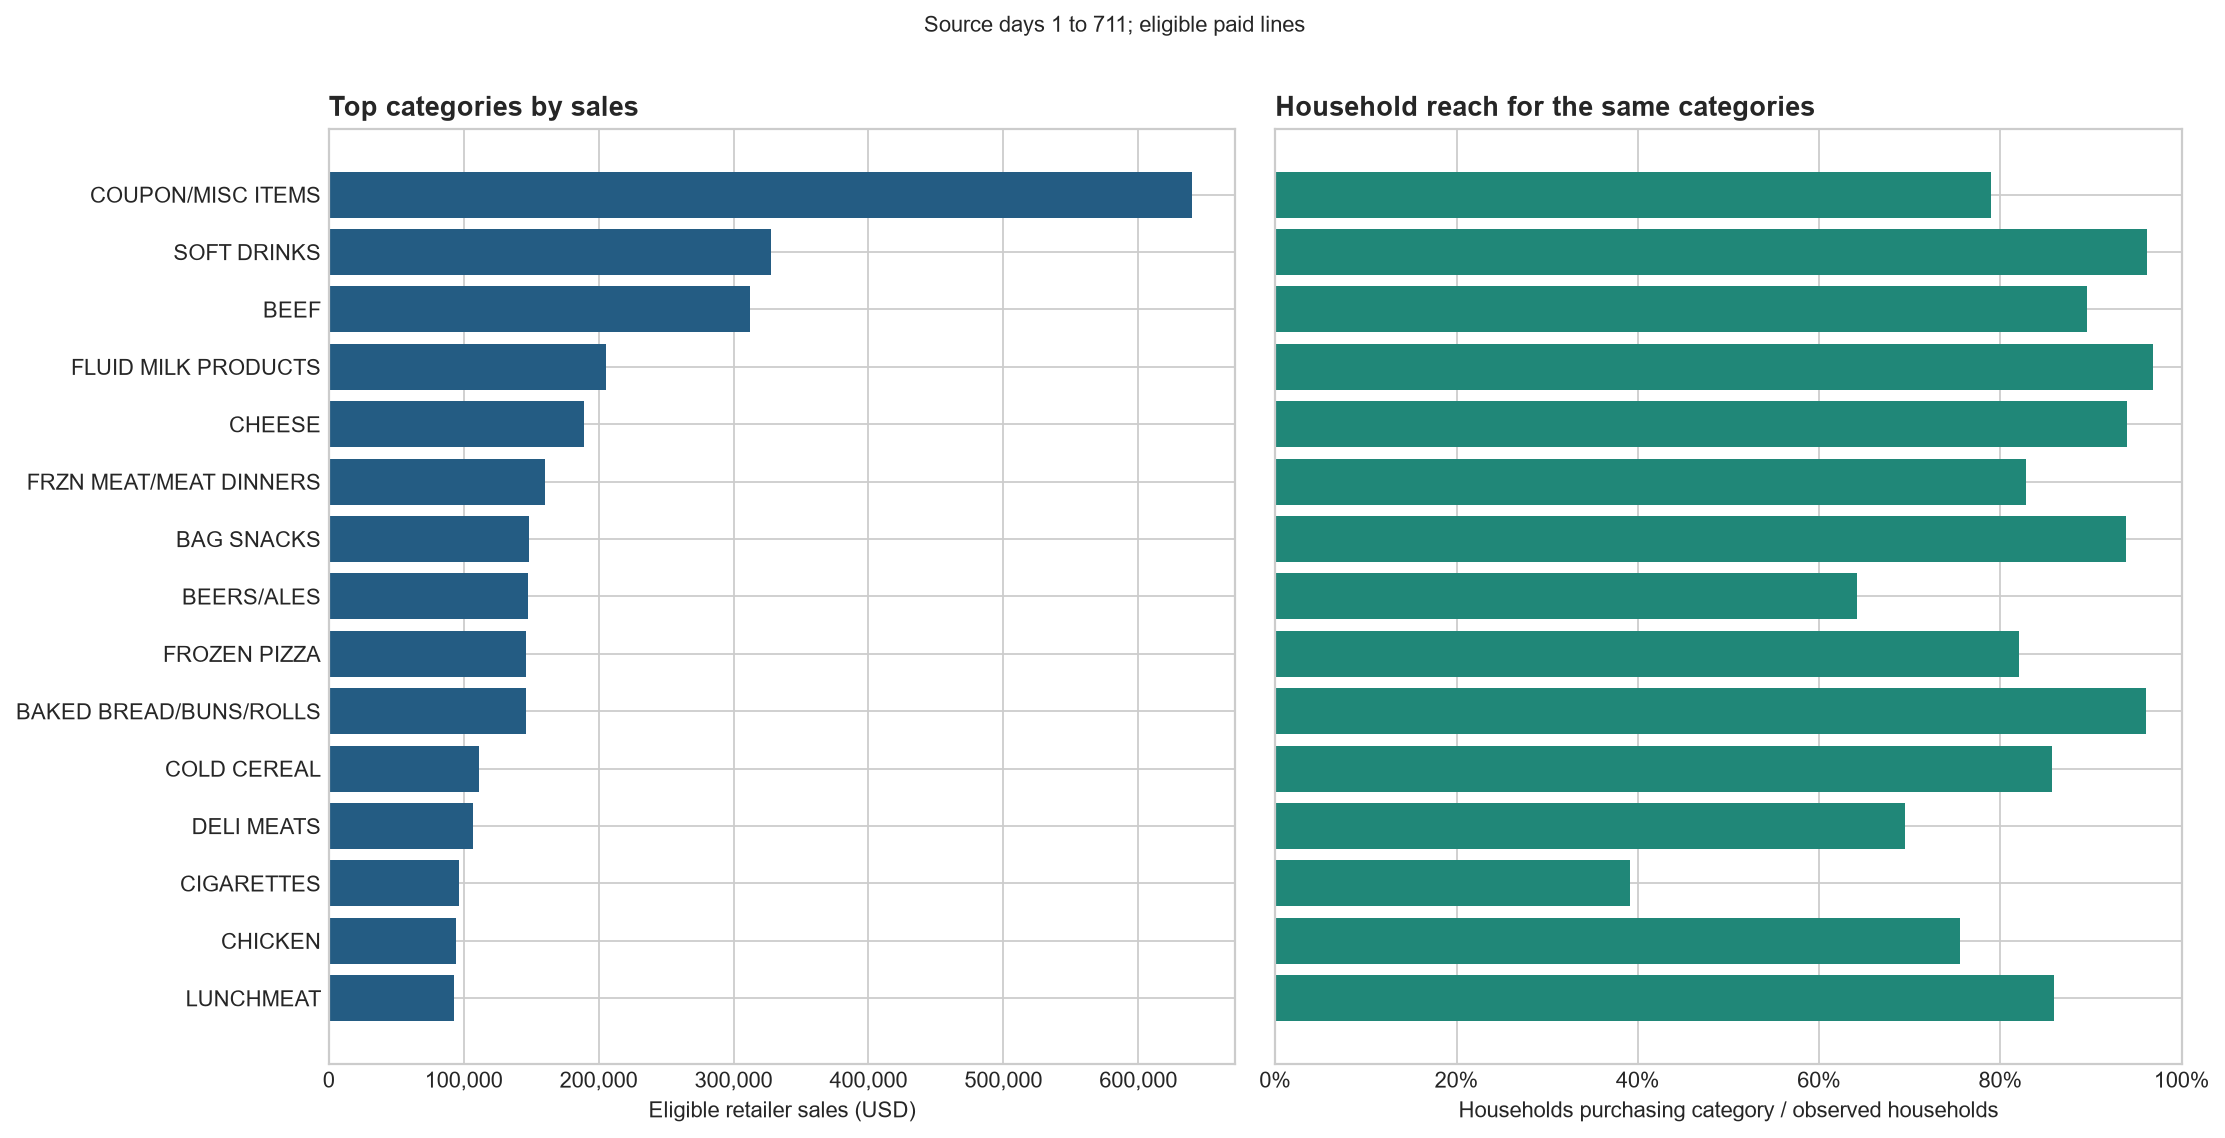 Source days 1 to 711; eligible paid lines
Top categories by sales
COUPON/MISC ITEMS
SOFT DRINKS
BEEF
FLUID MILK PRODUCTS
CHEESE
FRZN MEAT/MEAT DINNERS
BAG SNACKS
BEERS/ALES
FROZEN PIZZA
BAKED BREAD/BUNS/ROLLS
COLD CEREAL
DELI MEATS
CIGARETTES
CHICKEN
LUNCHMEAT
0 100,000 200,000 300,000 400,000 500,000 600,000
Eligible retailer sales (USD)
Household reach for the same categories
0% 20% 40% 60% 80% 100%
Households purchasing category / observed households